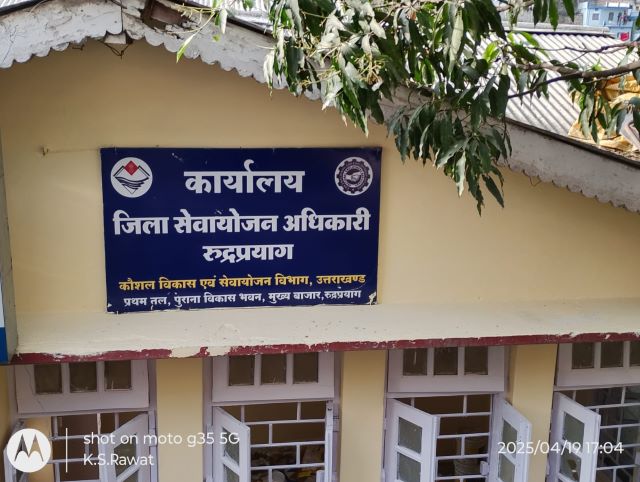 कार्यालय
जिला सेवायोजन अधिकारी
रुद्रप्रयाग
कौशल विकास एवं सेवायोजन विभाग, उत्तराखण्ड
प्रथम तल, पुराना विकास भवन, मुख्य बाजार,रुद्रप्रयाग
shot on moto g35 5G
K.S.Rawat
2025/04/19 17:04